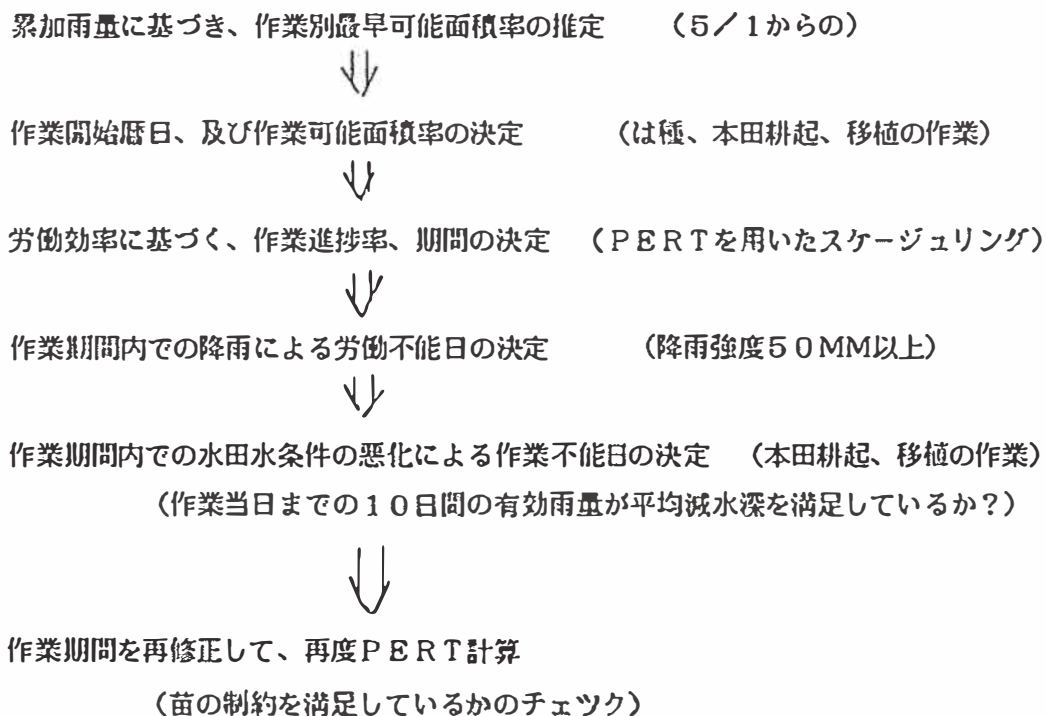 累加雨量に基づき、作業別最早可能面積率の推定　　（5／1からの）
⇓
作業開始暦日、及び作業可能面積率の決定　　　（は種、本田耕起、移植の作業）
⇓
労働効率に基づく、作業進捗率、期間の決定　（ＰＥＲＴを用いたスケージュリング）
⇓
作業期間内での降雨による労働不能日の決定　　　（降雨強度５０ＭＭ以上）
⇓
作業期間内での水田水条件の悪化による作業不能日の決定　（本田耕起、移植の作業）
（作業当日までの１０日間の有効雨量が平均減水深を満足しているか？）
⇓
作業期間を再修正して、再度ＰＥＲＴ計算
（苗の制約を満足しているかのチェツク）